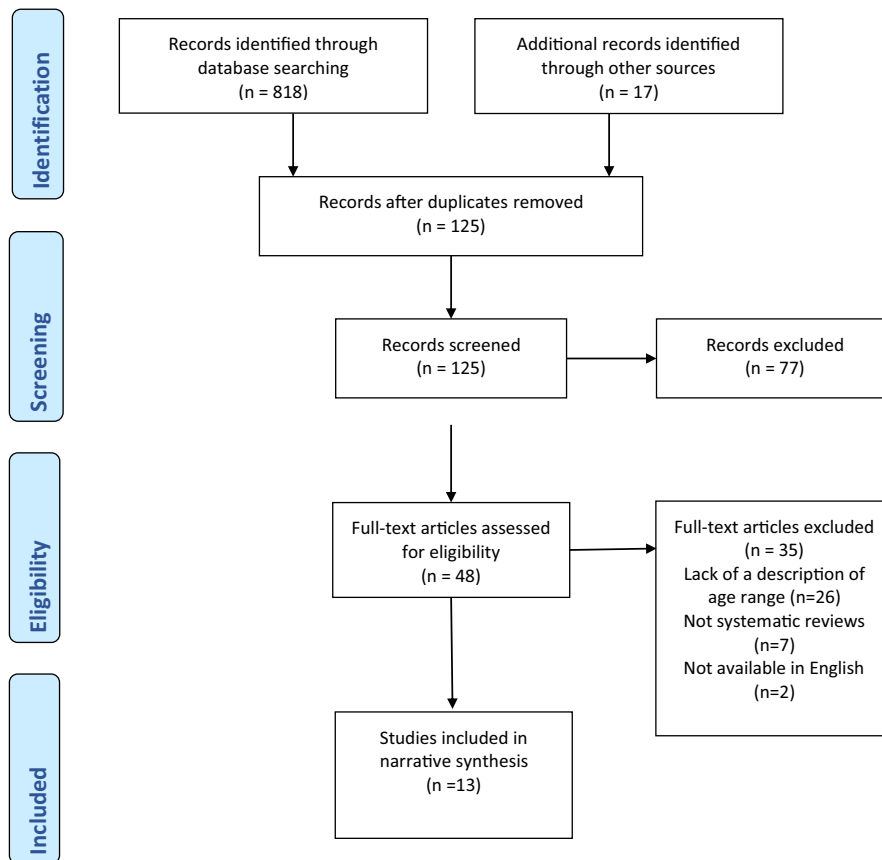 Identification
Records identified through
database searching
(n = 818)
Additional records identified
through other sources
(n = 17)
Records after duplicates removed
(n = 125)
Screening
Records screened
(n = 125)
Records excluded
(n = 77)
Eligibility
Full-text articles assessed
for eligibility
(n = 48)
Full-text articles excluded
(n = 35)
Lack of a description of
age range (n=26)
Not systematic reviews
(n=7)
Not available in English
(n=2)
Included
Studies included in
narrative synthesis
(n =13)